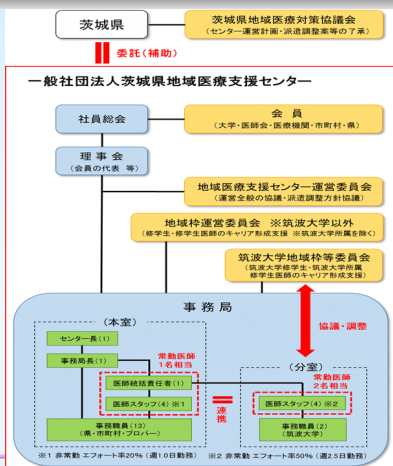 茨城県
茨城県地域医療対策協議会
(センター運営計画・派遣調整案等の了承)
委託(補助)
一般社団法人茨城県地域医療支援センター
社員総会
会員
(大学・医師会・医療機関・市町村・県)
理事会
(会員の代表 等)
地域医療支援センター運営委員会
(運営全般の協議・派遣調整方針協議)
地域枠運営委員会 ※筑波大学以外
(修学生・修学生医師のキャリア形成支援 ※筑波大学所属を除く)
筑波大学地域枠等委員会
(筑波大学修学生・筑波大学所属
修学生医師のキャリア形成支援)
事務局
協議・調整
(本室)
センター長(1)
事務局長(1)
常勤医師
1名相当
医師統括責任者(1)
医師スタッフ(4) ※1
事務職員(13)
(県・市町村・プロパー)
連携
(分室)
常勤医師
2名相当
医師スタッフ(4) ※2
事務職員(2)
(筑波大学)
※1 非常勤 エフォート率20% (週1.0日勤務)
※2 非常勤 エフォート率50% (週2.5日勤務)